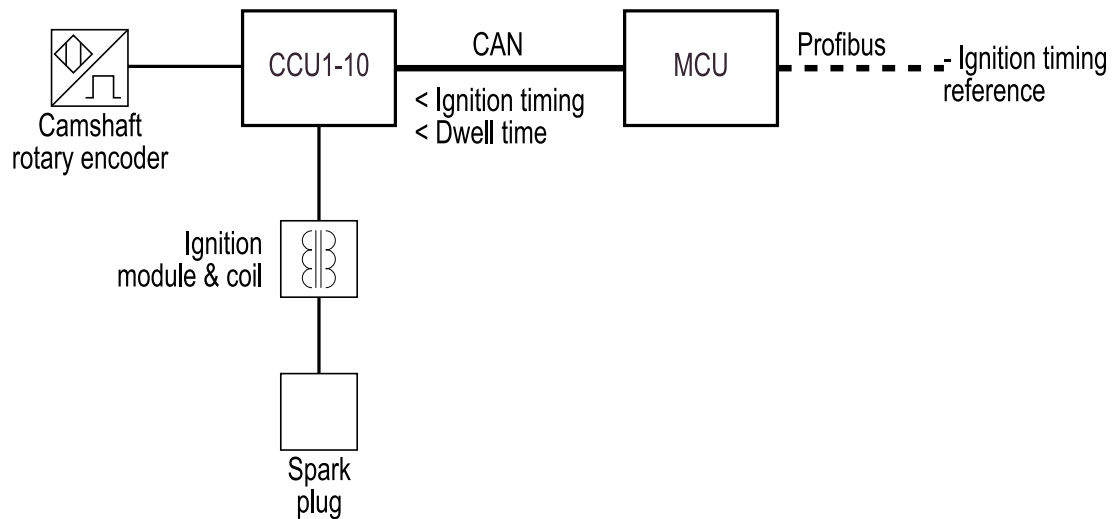 CCU1-10
CAN
MCU
Profibus
- Ignition timing
reference
< Ignition timing
< Dwell time
Camshaft
rotary encoder
Ignition
module & coil
Spark
plug